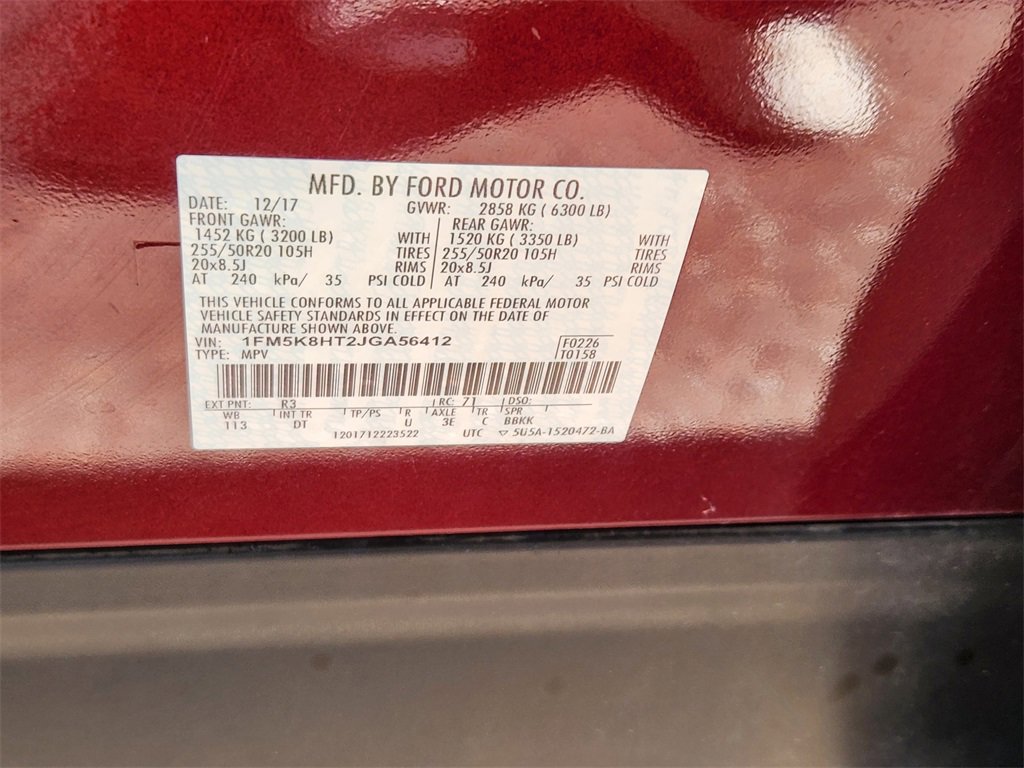 MFD. BY FORD MOTOR CO.
DATE: 12/17 GVWR: 2858 KG ( 6300 LB)
FRONT GAWR: REAR GAWR:
1452 KG ( 3200 LB) WITH 1520 KG ( 3350 LB) WITH
255/50R20 105H TIRES 255/50R20 105H TIRES
20x8.5J RIMS 20x8.5J RIMS
AT 240 kPa/ 35 PSI COLD AT 240 kPa/ 35 PSI COLD
THIS VEHICLE CONFORMS TO ALL APPLICABLE FEDERAL MOTOR
VEHICLE SAFETY STANDARDS IN EFFECT ON THE DATE OF
MANUFACTURE SHOWN ABOVE.
VIN: 1FM5K8HT2JGA56412 F0226
TYPE: MPV T0158
EXT PNT: R3 RC: 71 DSO:
WB INT TR TP/PS R AXLE TR SPR
113 DT U 3E C BBKK
1201712223522 UTC ▽ 5U5A-1520472-BA